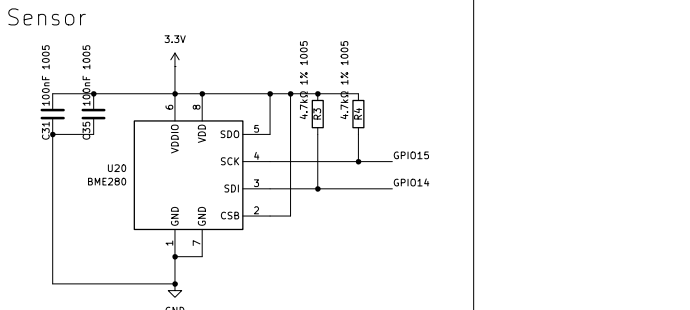 Sensor
3.3V
100nF 1005
100nF 1005
C31
C35
4.7kΩ 1% 1005
4.7kΩ 1% 1005
R3
R4
6
8
VDDIO
VDD
SDO
5
SCK
4
GPIO15
U20
BME280
SDI
3
GPIO14
GND
GND
CSB
2
1
7
GND